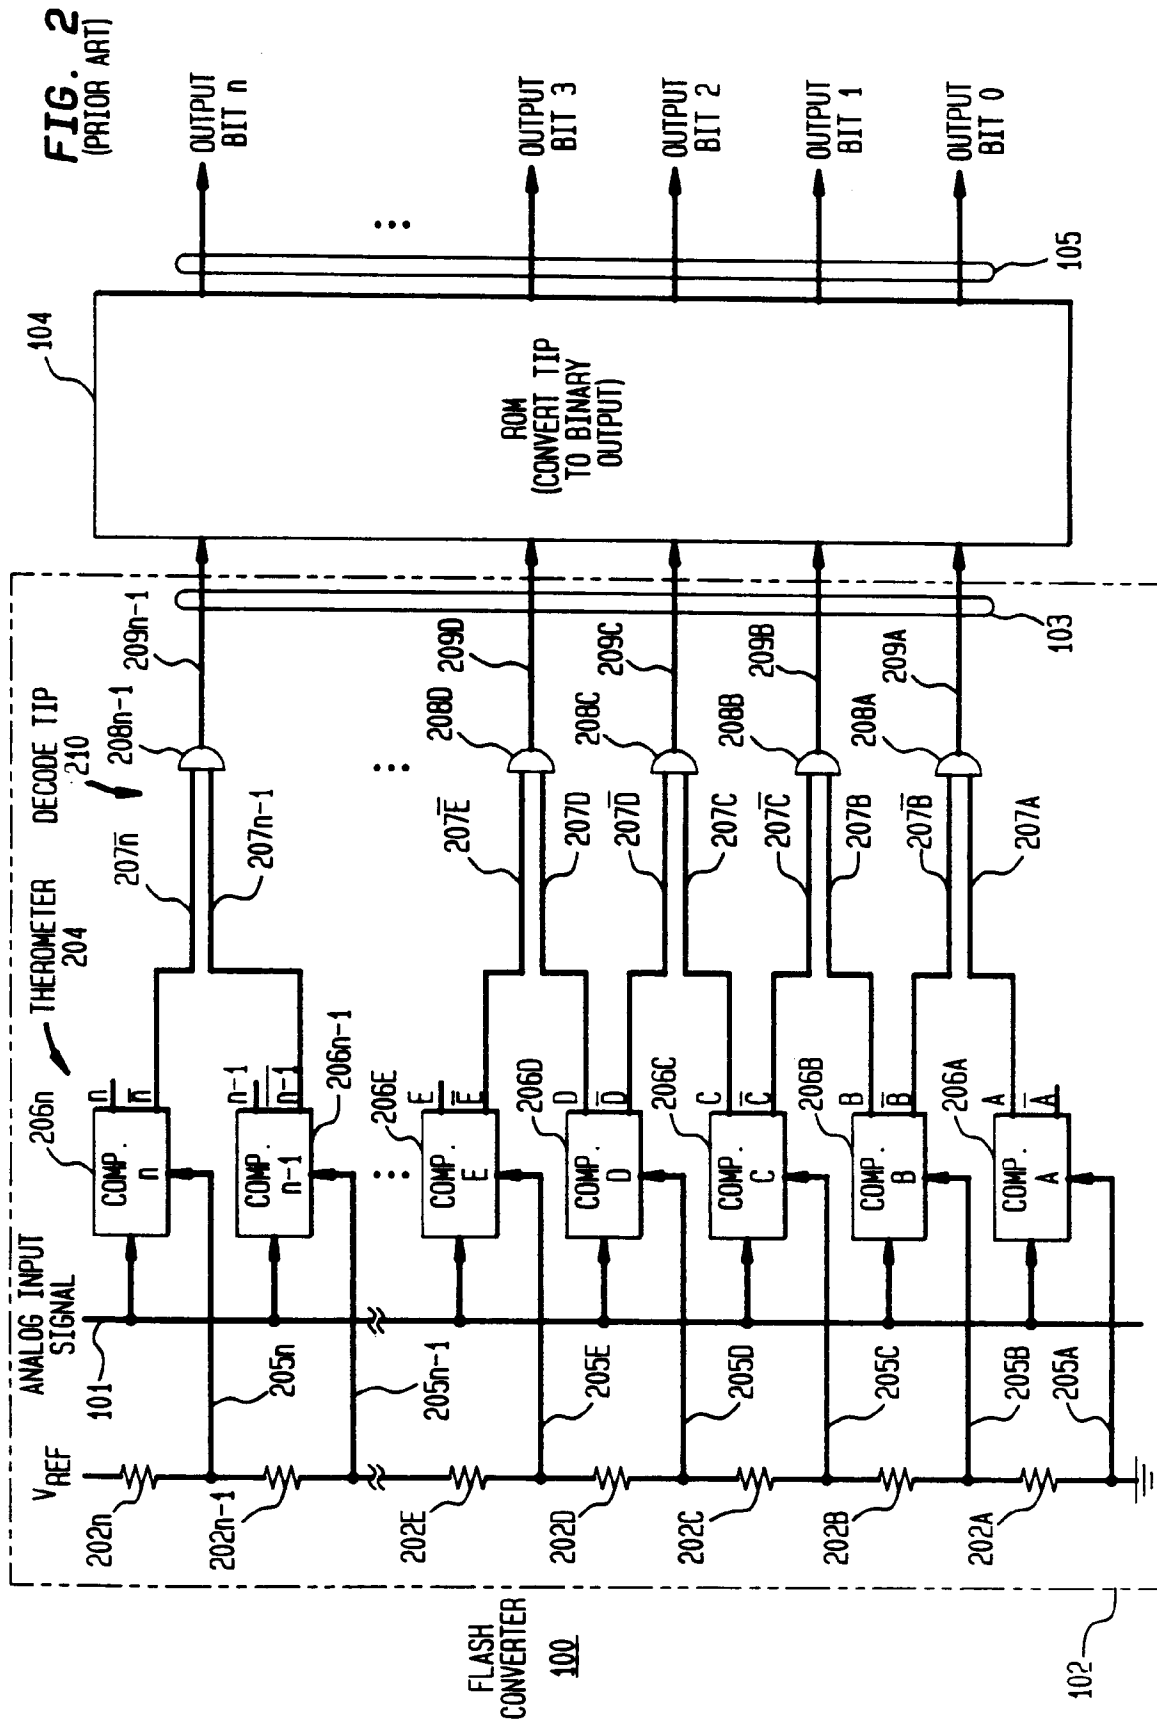 FIG. 2
(PRIOR ART)
FLASH
CONVERTER
100
102
VREF
202n
202n-1
202E
202D
202C
202B
202A
ANALOG INPUT
SIGNAL
101
205n
205n-1
205E
205D
205C
205B
205A
THEROMETER
204
206n
COMP.
n
n
n̅
COMP.
n-1
n-1
n̅-̅1̅
206n-1
...
COMP.
E
E
E̅
206E
COMP.
D
D
D̅
206D
COMP.
C
C
C̅
206C
COMP.
B
B
B̅
206B
COMP.
A
A
A̅
206A
DECODE TIP
210
207n̅
207n-1
207E̅
207D
207D̅
207C
207C̅
207B
207B̅
207A
208n-1
...
208D
208C
208B
208A
209n-1
209D
209C
209B
209A
103
104
ROM
(CONVERT TIP
TO BINARY
OUTPUT)
105
...
OUTPUT
BIT n
OUTPUT
BIT 3
OUTPUT
BIT 2
OUTPUT
BIT 1
OUTPUT
BIT 0